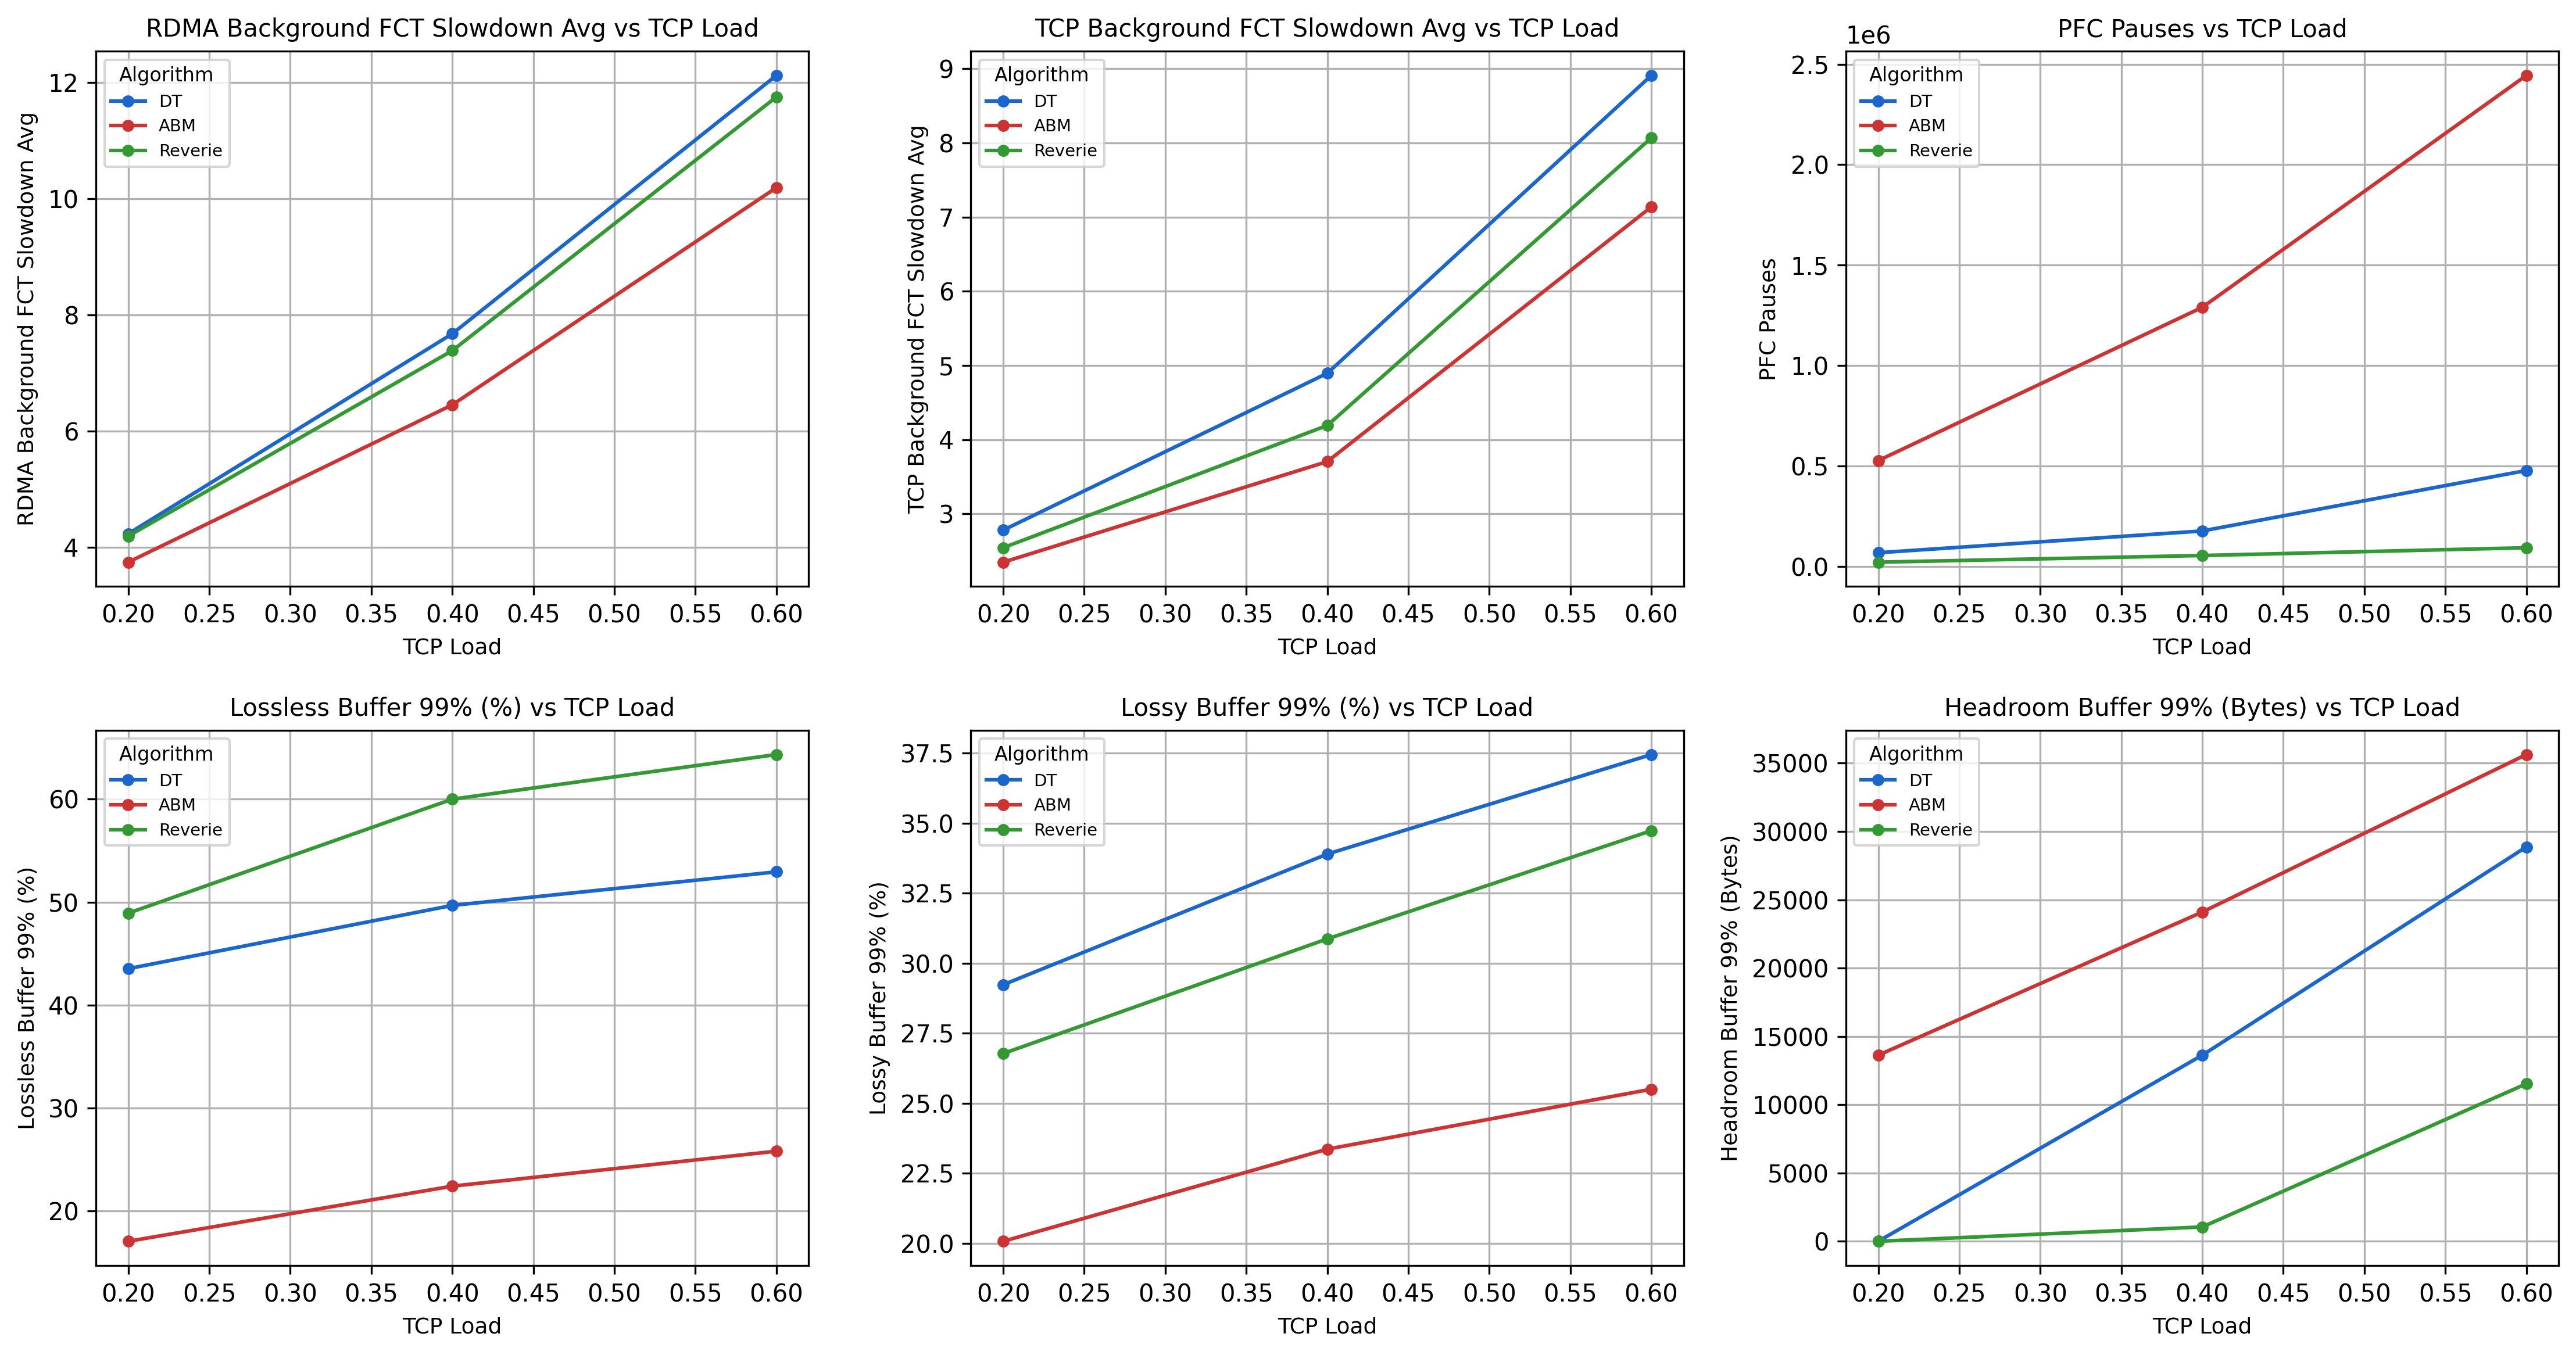 RDMA Background FCT Slowdown Avg vs TCP Load
RDMA Background FCT Slowdown Avg
12
10
8
6
4
Algorithm
DT
ABM
Reverie
0.20 0.25 0.30 0.35 0.40 0.45 0.50 0.55 0.60
TCP Load
TCP Background FCT Slowdown Avg vs TCP Load
TCP Background FCT Slowdown Avg
9
8
7
6
5
4
3
Algorithm
DT
ABM
Reverie
0.20 0.25 0.30 0.35 0.40 0.45 0.50 0.55 0.60
TCP Load
PFC Pauses vs TCP Load
1e6
PFC Pauses
2.5
2.0
1.5
1.0
0.5
0.0
Algorithm
DT
ABM
Reverie
0.20 0.25 0.30 0.35 0.40 0.45 0.50 0.55 0.60
TCP Load
Lossless Buffer 99% (%) vs TCP Load
Lossless Buffer 99% (%)
60
50
40
30
20
Algorithm
DT
ABM
Reverie
0.20 0.25 0.30 0.35 0.40 0.45 0.50 0.55 0.60
TCP Load
Lossy Buffer 99% (%) vs TCP Load
Lossy Buffer 99% (%)
37.5
35.0
32.5
30.0
27.5
25.0
22.5
20.0
Algorithm
DT
ABM
Reverie
0.20 0.25 0.30 0.35 0.40 0.45 0.50 0.55 0.60
TCP Load
Headroom Buffer 99% (Bytes) vs TCP Load
Headroom Buffer 99% (Bytes)
35000
30000
25000
20000
15000
10000
5000
0
Algorithm
DT
ABM
Reverie
0.20 0.25 0.30 0.35 0.40 0.45 0.50 0.55 0.60
TCP Load